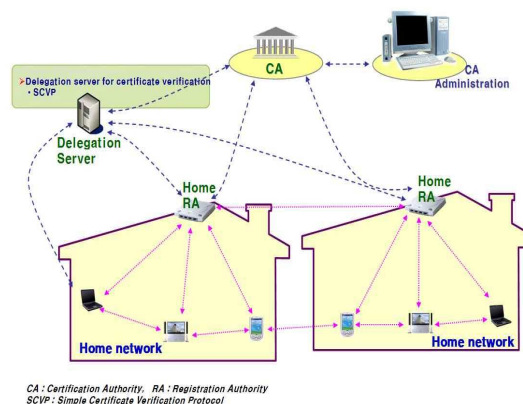 ➢Delegation server for certificate verification
• SCVP
CA
CA
Administration
Delegation
Server
Home
RA
Home
RA
Home network
Home network
CA : Certification Authority, RA : Registration Authority
SCVP : Simple Certificate Verification Protocol